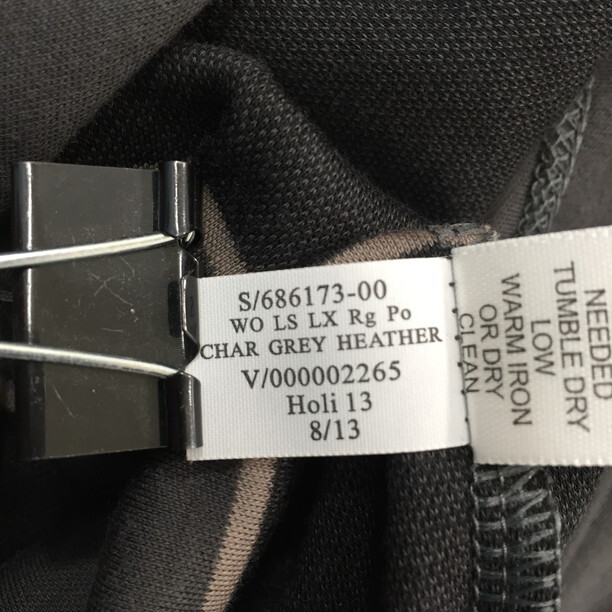 S/686173-00
WO LS LX Rg Po
CHAR GREY HEATHER
V/000002265
Holi 13
8/13
NEEDED
TUMBLE DRY
LOW
WARM IRON
OR DRY
CLEAN